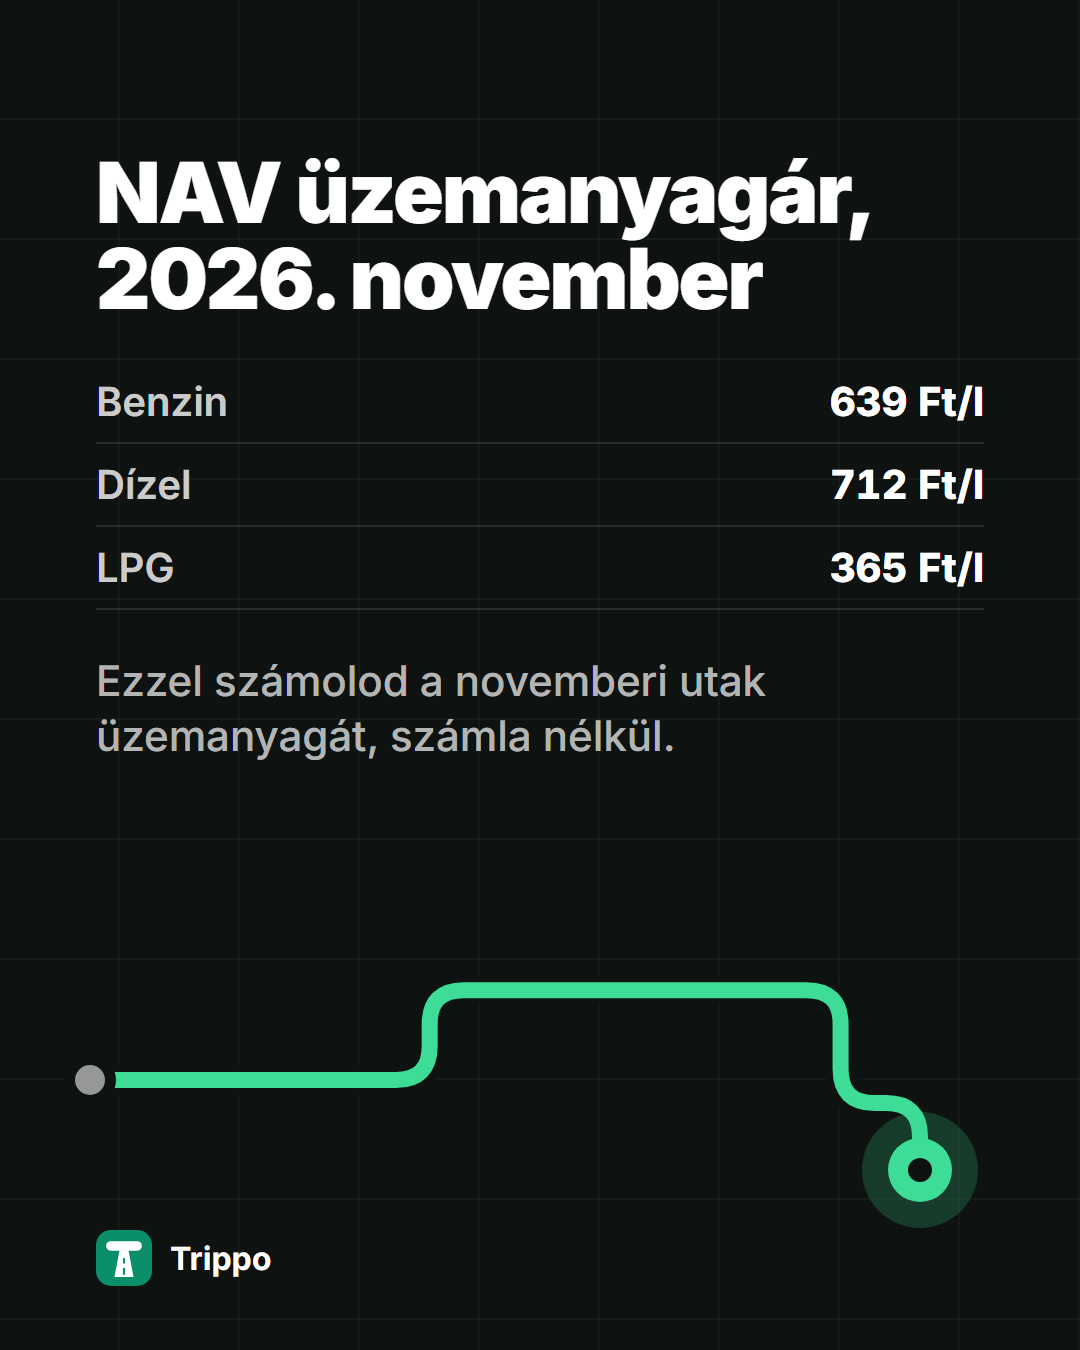 NAV üzemanyagár,
2026. november
Benzin 639 Ft/l
Dízel 712 Ft/l
LPG 365 Ft/l
Ezzel számolod a novemberi utak
üzemanyagát, számla nélkül.
Trippo